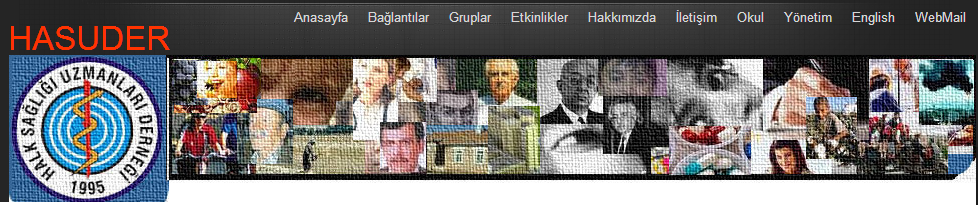 Anasayfa Bağlantılar Gruplar Etkinlikler Hakkımızda İletişim Okul Yönetim English WebMail
HASUDER
HALK SAĞLIĞI UZMANLARI DERNEĞİ
1995